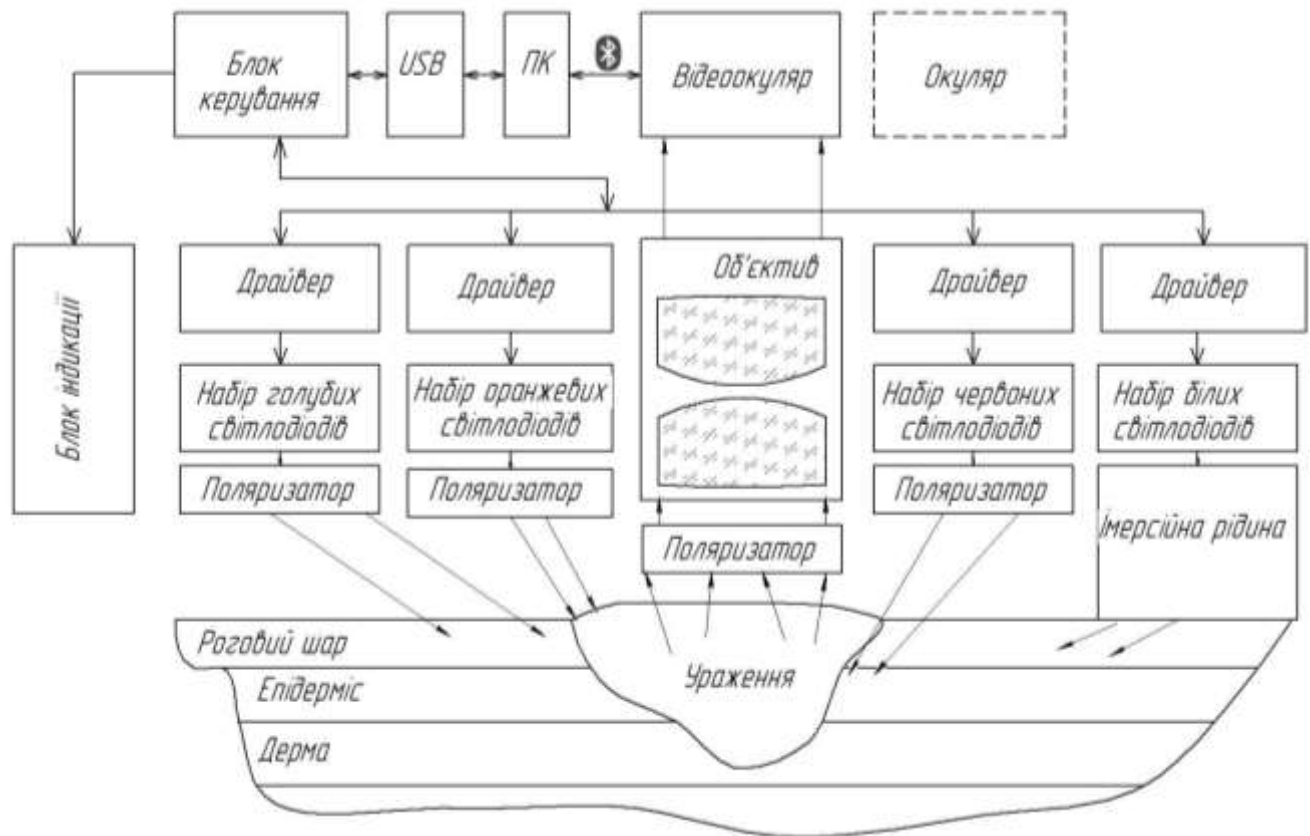 Блок
керування
USB
ПК
Відеоокуляр
Окуляр
Блок індикації
Драйвер
Драйвер
Об'єктив
Драйвер
Драйвер
Набір голубих
світлодіодів
Набір оранжевих
світлодіодів
Набір червоних
світлодіодів
Набір білих
світлодіодів
Поляризатор
Поляризатор
Поляризатор
Поляризатор
Імерсійна рідина
Роговий шар
Епідерміс
Дерма
Ураження